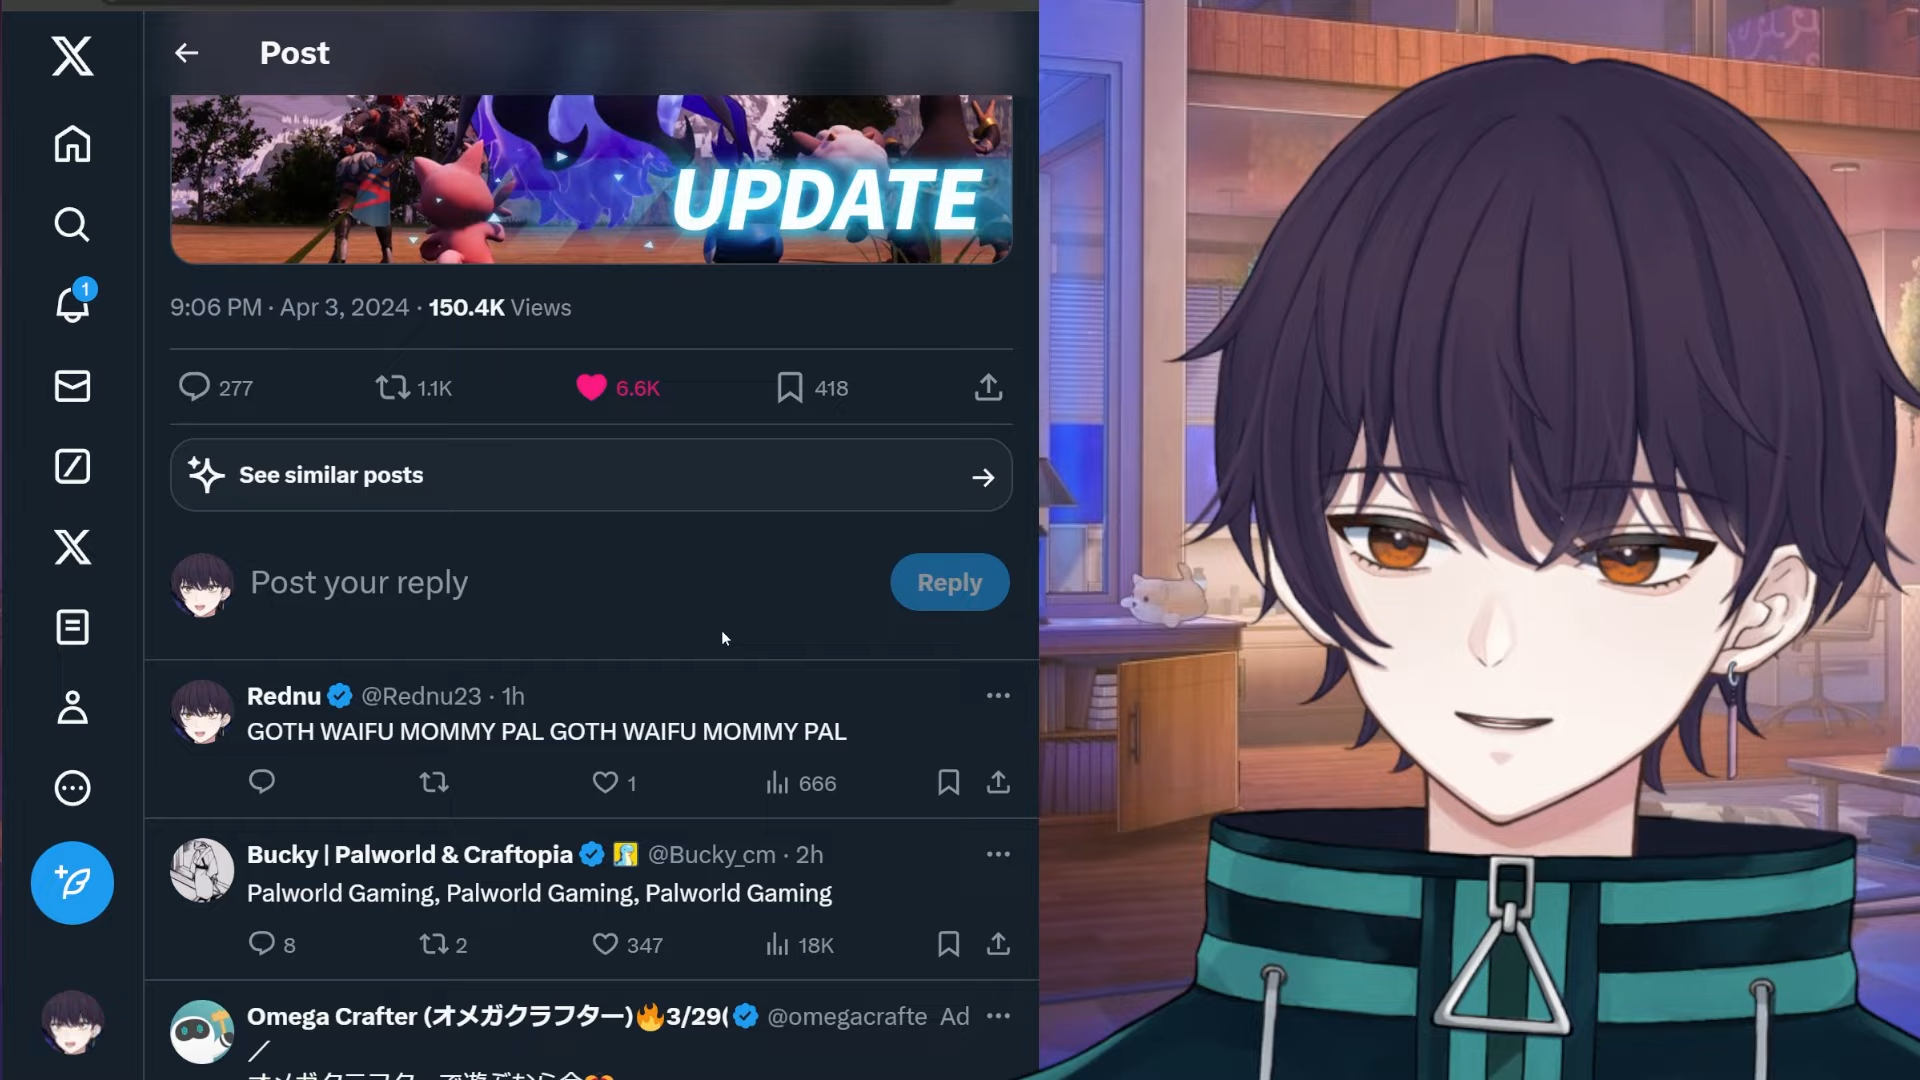 Post
UPDATE
9:06 PM · Apr 3, 2024 · 150.4K Views
277 1.1K 6.6K 418
See similar posts
1
Post your reply Reply
Rednu @Rednu23 · 1h
GOTH WAIFU MOMMY PAL GOTH WAIFU MOMMY PAL
1 666
Bucky | Palworld & Craftopia @Bucky_cm · 2h
Palworld Gaming, Palworld Gaming, Palworld Gaming
8 2 347 18K
Omega Crafter (オメガクラフター)🔥3/29( @omegacrafte Ad
／